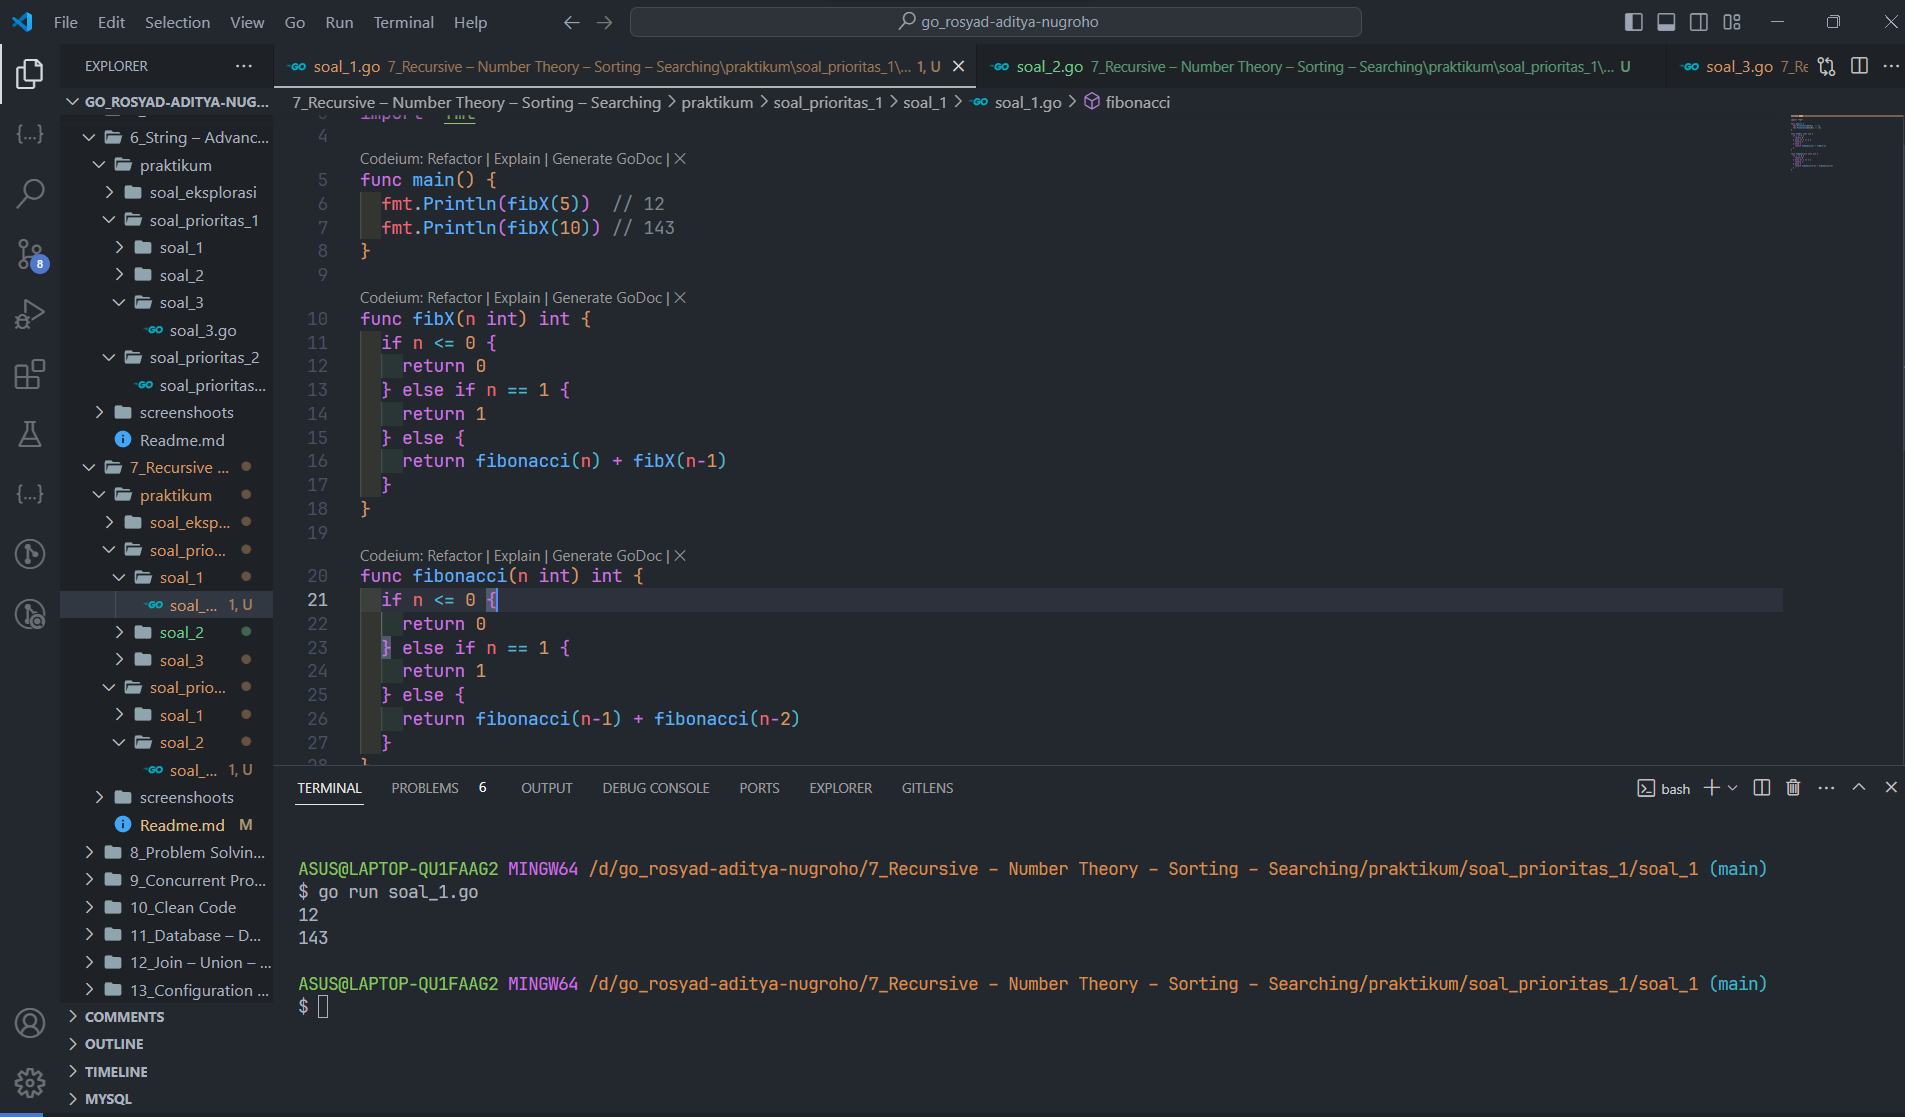 File Edit Selection View Go Run Terminal Help
go_rosyad-aditya-nugroho
EXPLORER
GO_ROSYAD-ADITYA-NUG...
6_String – Advanc...
praktikum
soal_eksplorasi
soal_prioritas_1
soal_1
soal_2
soal_3
soal_3.go
soal_prioritas_2
soal_prioritas...
screenshoots
Readme.md
7_Recursive ...
praktikum
soal_eksp...
soal_prio...
soal_1
soal_... 1, U
soal_2
soal_3
soal_prio...
soal_1
soal_2
soal_... 1, U
screenshoots
Readme.md M
8_Problem Solvin...
9_Concurrent Pro...
10_Clean Code
11_Database – D...
12_Join – Union – ...
13_Configuration ...
COMMENTS
OUTLINE
TIMELINE
MYSQL
8
soal_1.go 7_Recursive – Number Theory – Sorting – Searching\praktikum\soal_prioritas_1\... 1, U
soal_2.go 7_Recursive – Number Theory – Sorting – Searching\praktikum\soal_prioritas_1\... U
soal_3.go 7_Re
7_Recursive – Number Theory – Sorting – Searching > praktikum > soal_prioritas_1 > soal_1 > soal_1.go > fibonacci
4
Codeium: Refactor | Explain | Generate GoDoc | X
5 func main() {
6 fmt.Println(fibX(5)) // 12
7 fmt.Println(fibX(10)) // 143
8 }
9
Codeium: Refactor | Explain | Generate GoDoc | X
10 func fibX(n int) int {
11 if n <= 0 {
12 return 0
13 } else if n == 1 {
14 return 1
15 } else {
16 return fibonacci(n) + fibX(n-1)
17 }
18 }
19
Codeium: Refactor | Explain | Generate GoDoc | X
20 func fibonacci(n int) int {
21 if n <= 0 {
22 return 0
23 } else if n == 1 {
24 return 1
25 } else {
26 return fibonacci(n-1) + fibonacci(n-2)
27 }
28 }
TERMINAL PROBLEMS 6 OUTPUT DEBUG CONSOLE PORTS EXPLORER GITLENS
bash
ASUS@LAPTOP-QU1FAAG2 MINGW64 /d/go_rosyad-aditya-nugroho/7_Recursive – Number Theory – Sorting – Searching/praktikum/soal_prioritas_1/soal_1 (main)
$ go run soal_1.go
12
143
ASUS@LAPTOP-QU1FAAG2 MINGW64 /d/go_rosyad-aditya-nugroho/7_Recursive – Number Theory – Sorting – Searching/praktikum/soal_prioritas_1/soal_1 (main)
$